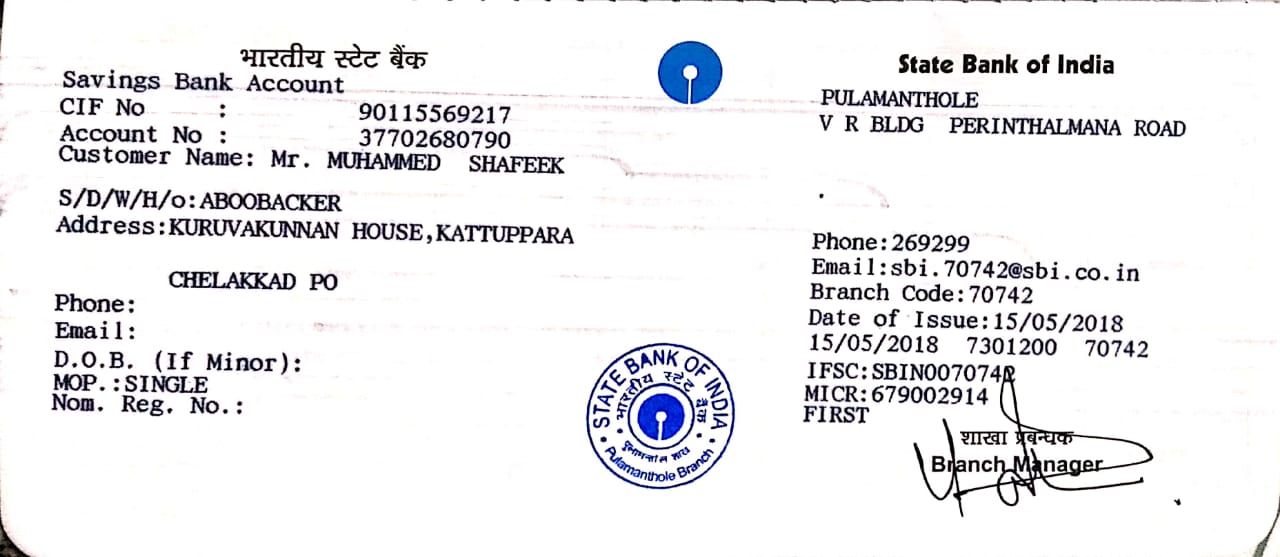 भारतीय स्टेट बैंक
Savings Bank Account
CIF No : 90115569217
Account No : 37702680790
Customer Name: Mr. MUHAMMED SHAFEEK
S/D/W/H/o:ABOOBACKER
Address:KURUVAKUNNAN HOUSE,KATTUPPARA
CHELAKKAD PO
Phone:
Email:
D.O.B. (If Minor):
MOP.:SINGLE
Nom. Reg. No.:
STATE BANK OF INDIA
भारतीय स्टेट बैंक
Pulamanthole Branch
State Bank of India
PULAMANTHOLE
V R BLDG PERINTHALMANA ROAD
Phone:269299
Email:sbi.70742@sbi.co.in
Branch Code:70742
Date of Issue:15/05/2018
15/05/2018 7301200 70742
IFSC:SBIN0070742
MICR:679002914
FIRST
शाखा प्रबन्धक
Branch Manager